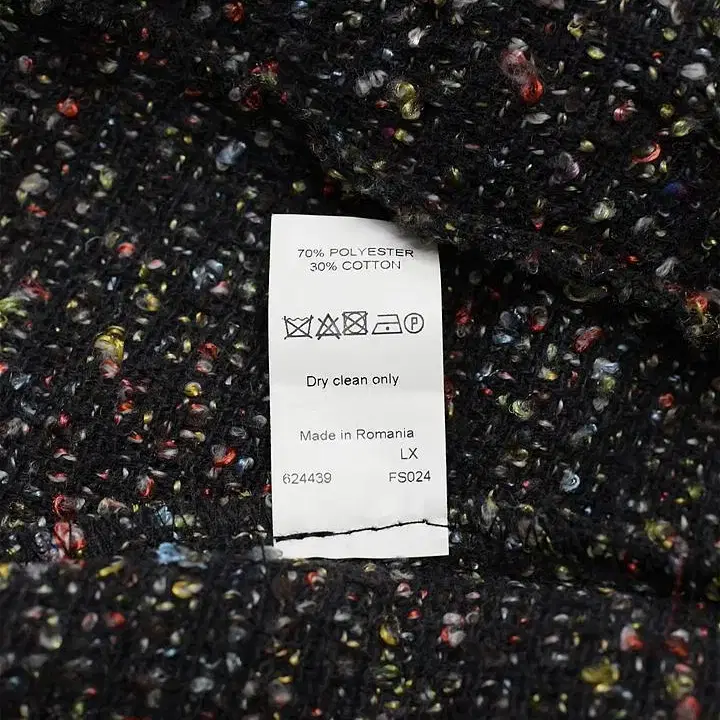 70% POLYESTER
30% COTTON
P
Dry clean only
Made in Romania
LX
624439 FS024